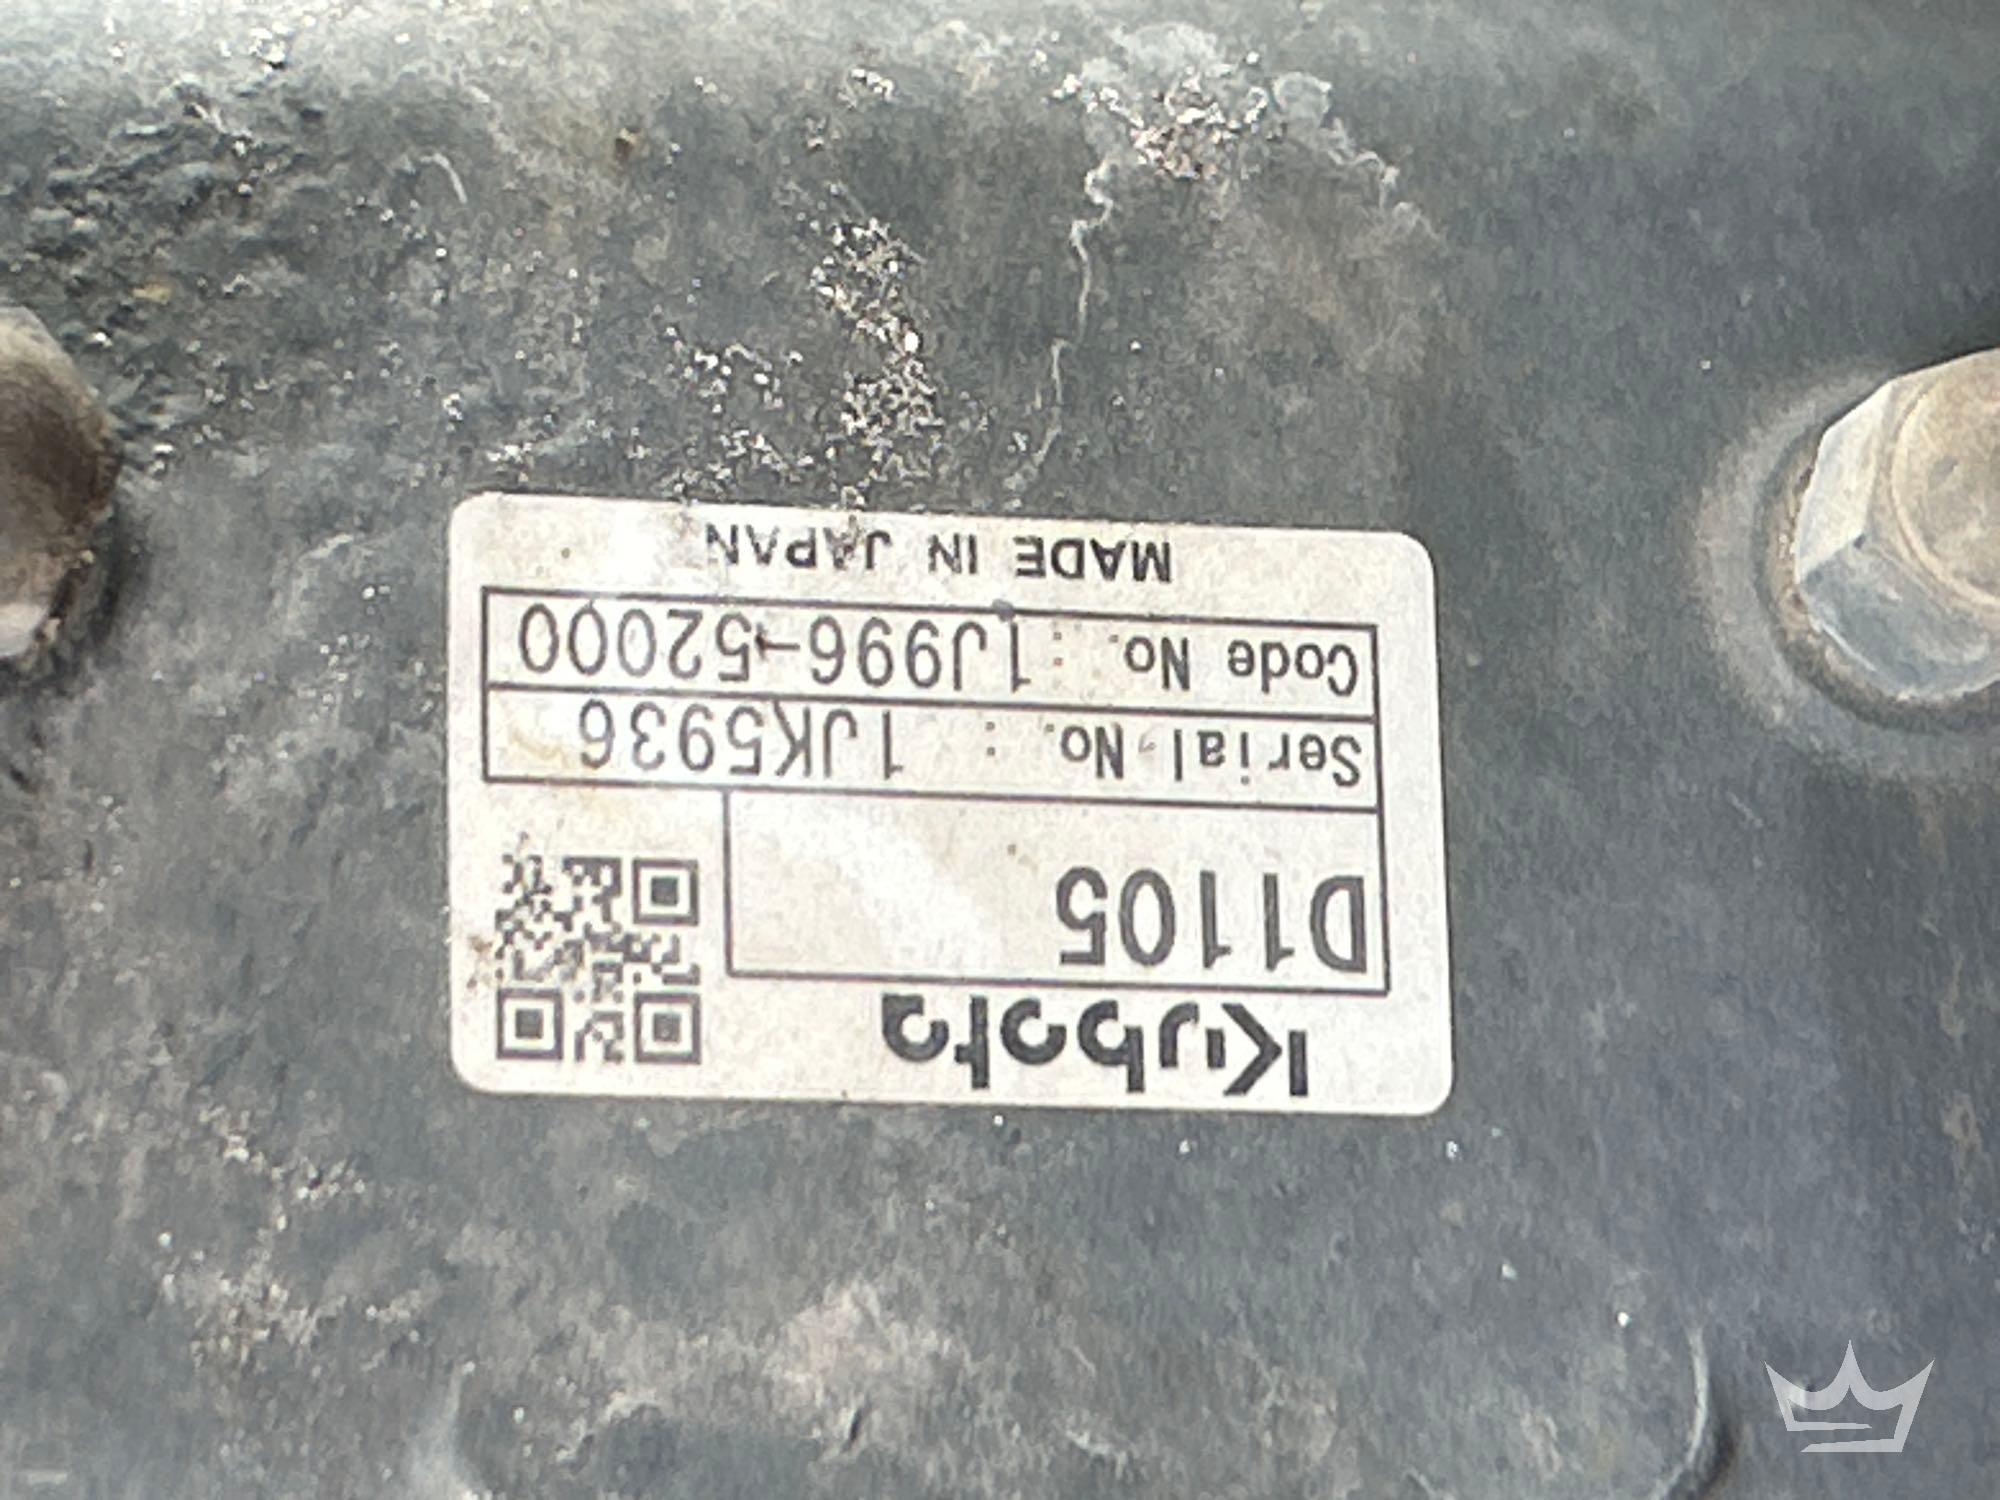 Kubota
D1105
Serial No. : 1JK5936
Code No. : 1J996-52000
MADE IN JAPAN